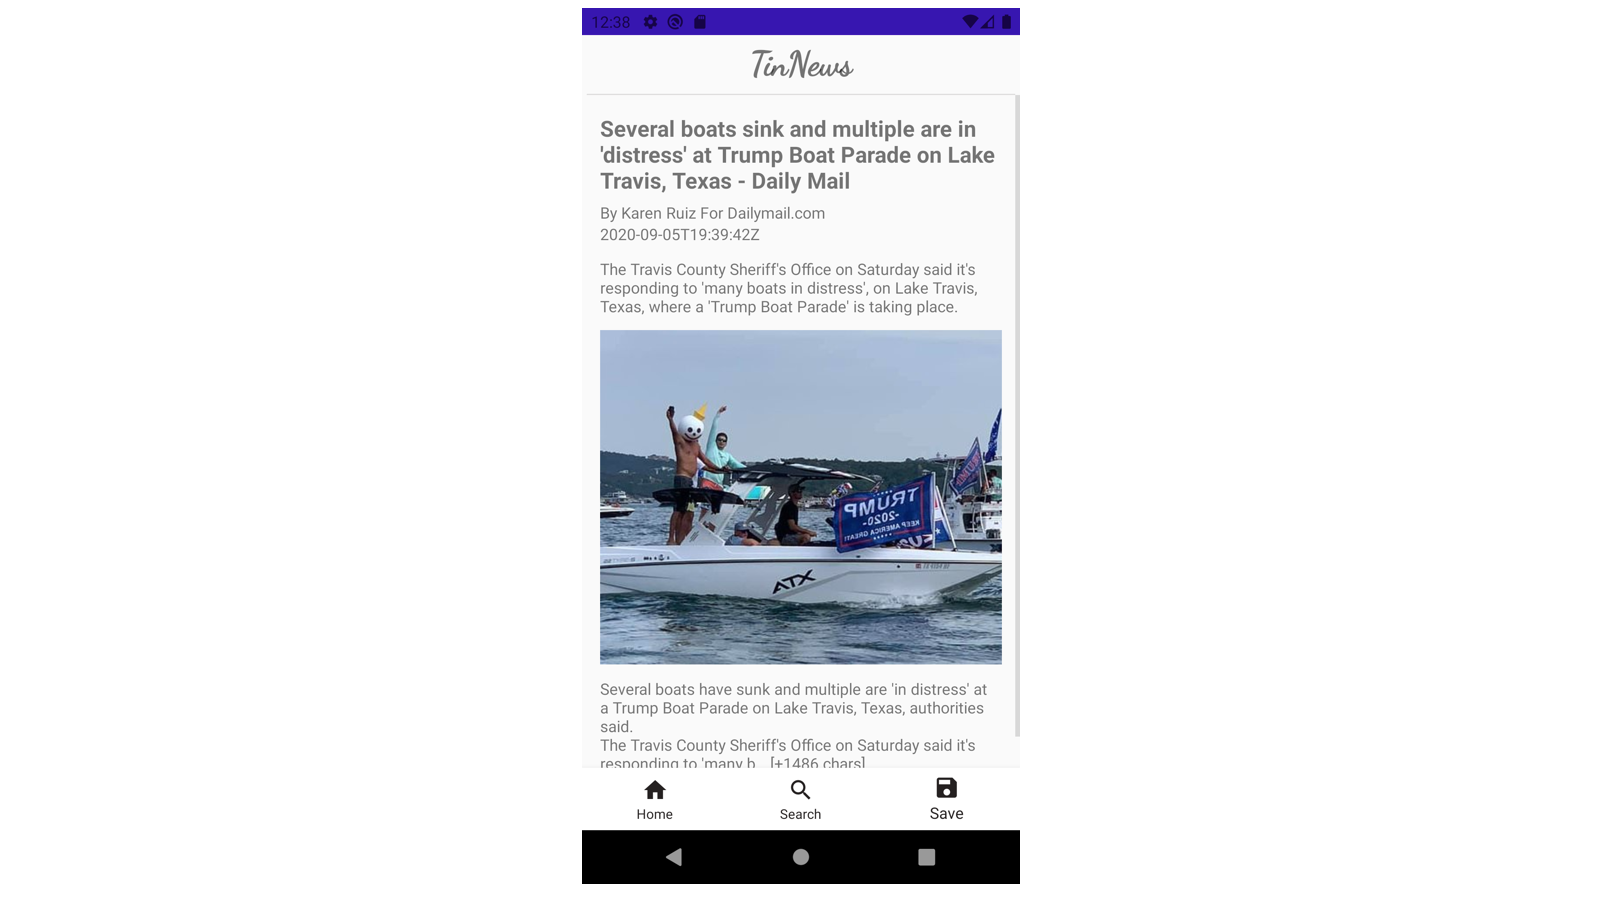 12:38
TinNews
Several boats sink and multiple are in
'distress' at Trump Boat Parade on Lake
Travis, Texas - Daily Mail
By Karen Ruiz For Dailymail.com
2020-09-05T19:39:42Z
The Travis County Sheriff's Office on Saturday said it's
responding to 'many boats in distress', on Lake Travis,
Texas, where a 'Trump Boat Parade' is taking place.
TRUMP
TRUMP
-2020-
KEEP AMERICA GREAT!
ATX
Several boats have sunk and multiple are 'in distress' at
a Trump Boat Parade on Lake Travis, Texas, authorities
said.
The Travis County Sheriff's Office on Saturday said it's
responding to 'many b… [+1486 chars]
Home
Search
Save